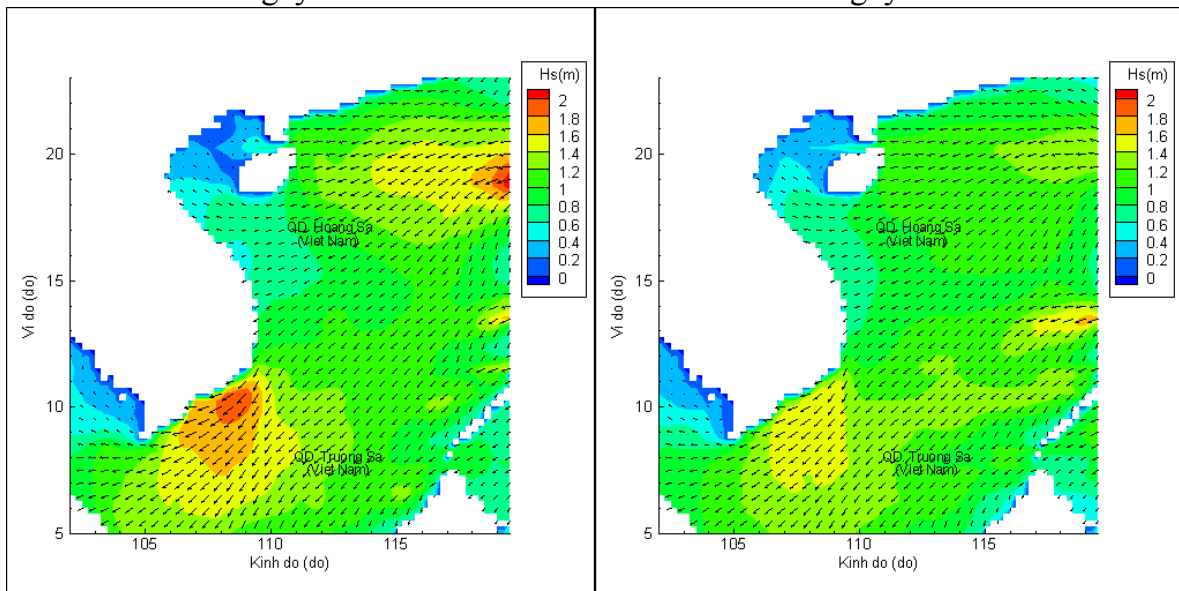 Hs(m)
2
1.8
1.6
1.4
1.2
1
0.8
0.6
0.4
0.2
0
20
15
10
5
Vi do (do)
QD. Hoang Sa
(Viet Nam)
QD. Truong Sa
(Viet Nam)
105
110
115
Kinh do (do)
Hs(m)
2
1.8
1.6
1.4
1.2
1
0.8
0.6
0.4
0.2
0
20
15
10
5
Vi do (do)
QD. Hoang Sa
(Viet Nam)
QD. Truong Sa
(Viet Nam)
105
110
115
Kinh do (do)